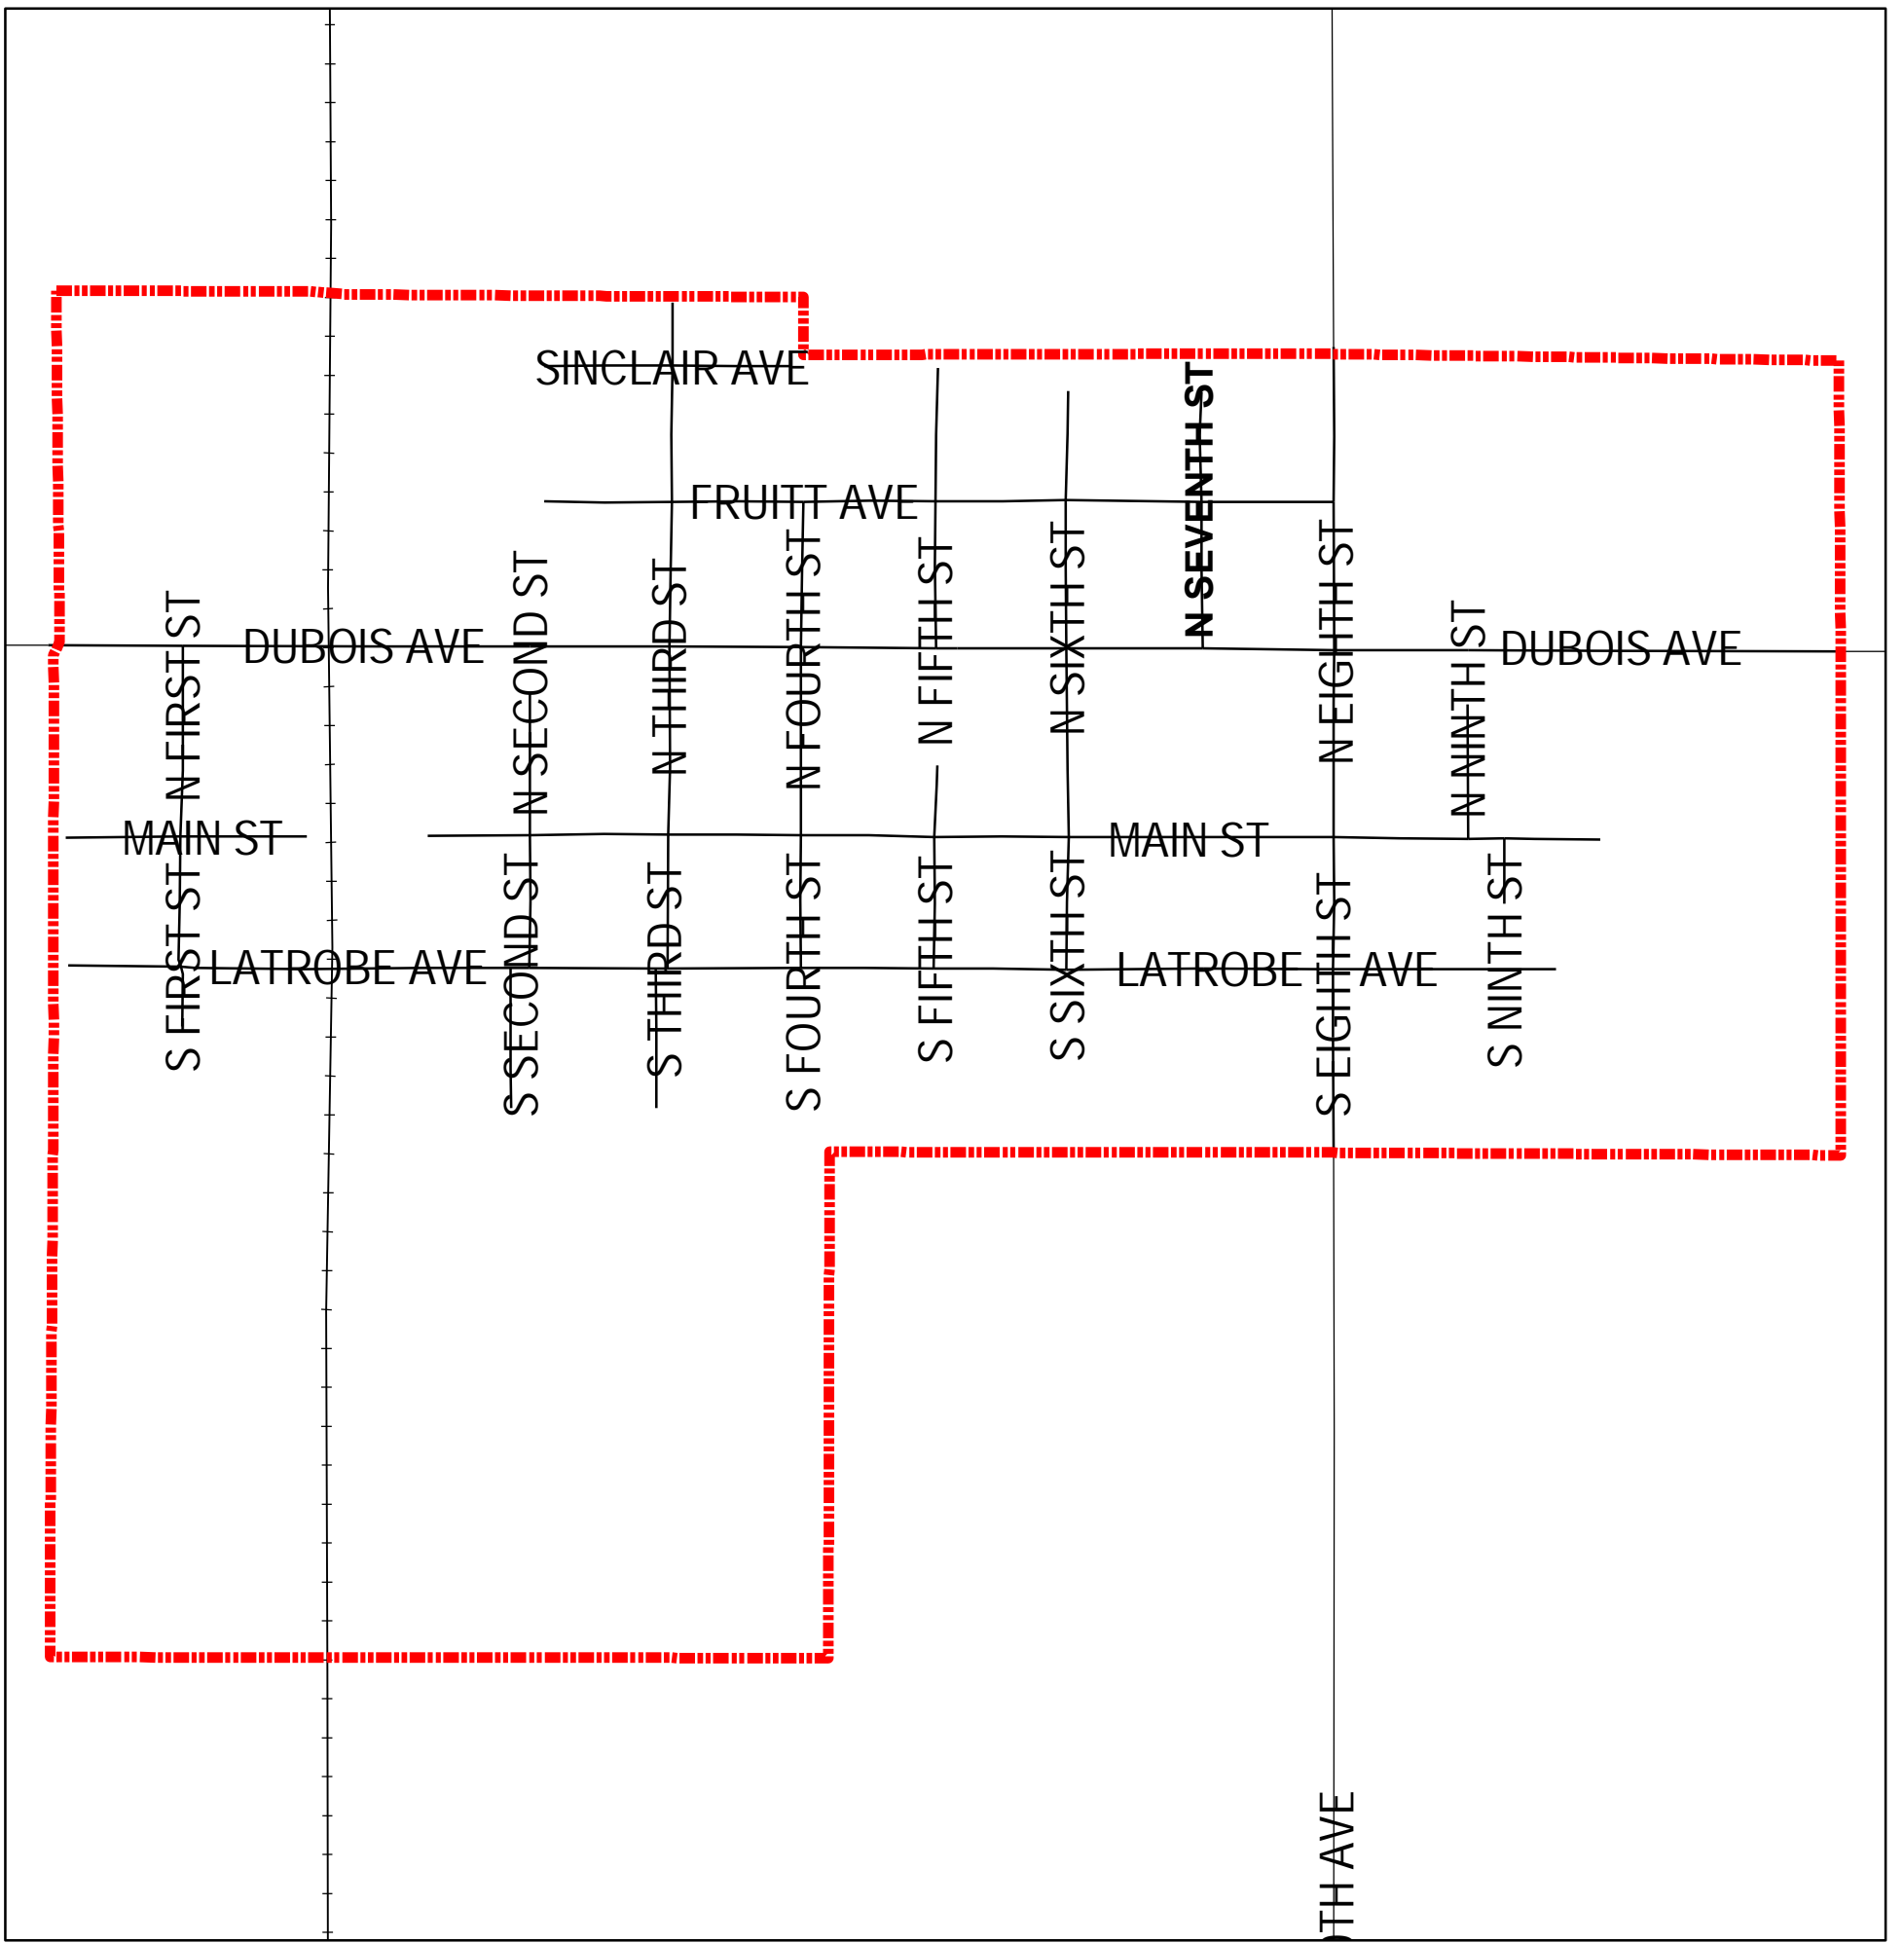 SINCLAIR AVE
N SEVENTH ST
FRUITT AVE
N FIRST ST
N SECOND ST
N THIRD ST
N FOURTH ST
N FIFTH ST
N SIXTH ST
N EIGHTH ST
N NINTH ST
DUBOIS AVE
DUBOIS AVE
MAIN ST
MAIN ST
S FIRST ST
S SECOND ST
S THIRD ST
S FOURTH ST
S FIFTH ST
S SIXTH ST
S EIGHTH ST
S NINTH ST
LATROBE AVE
LATROBE AVE
AVE